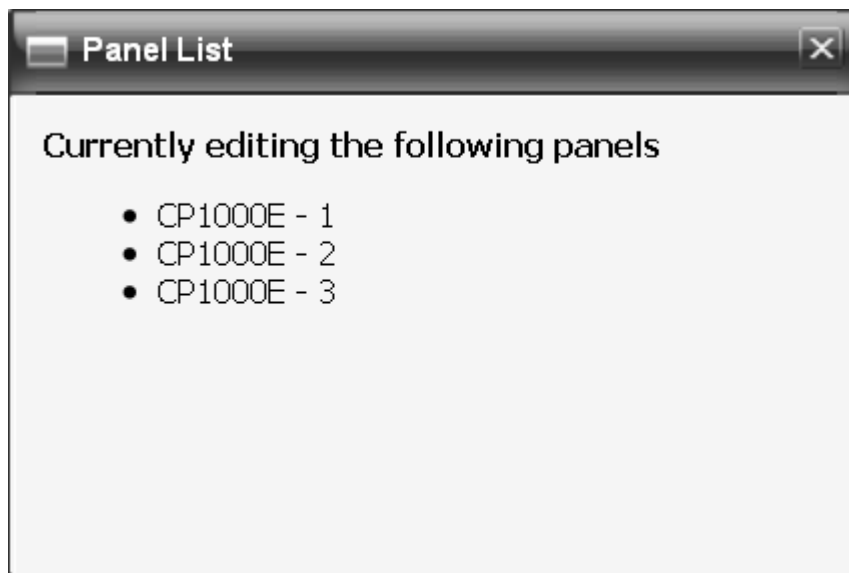 Panel List
Currently editing the following panels
• CP1000E - 1
• CP1000E - 2
• CP1000E - 3